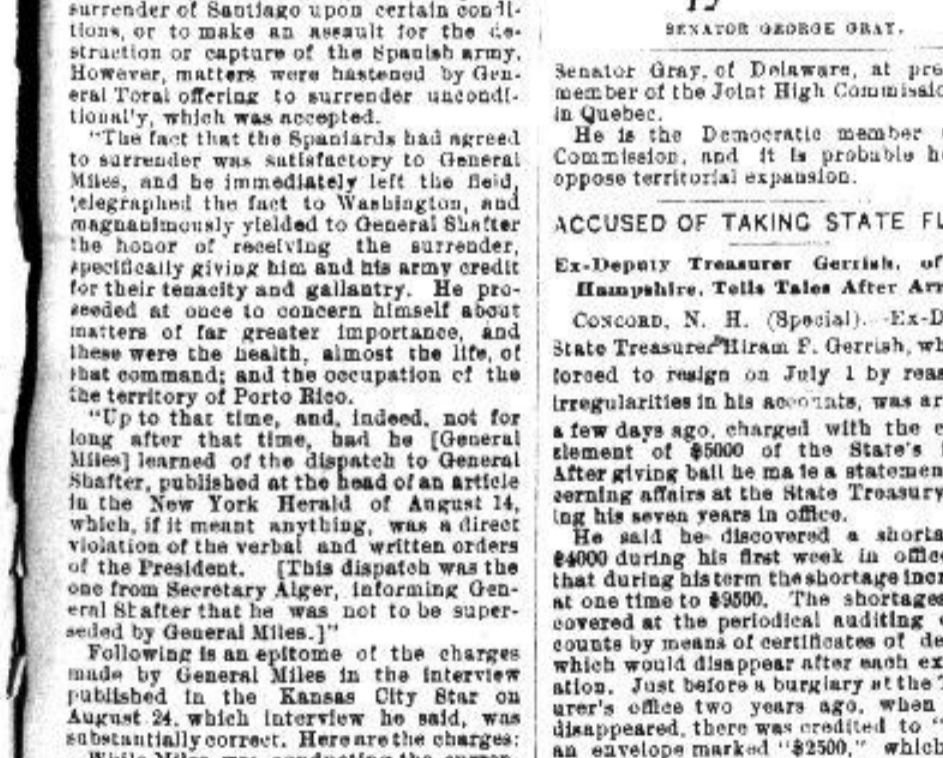 surrender of Santiago upon certain condi-
tions, or to make an assault for the de-
struction or capture of the Spanish army.
However, matters were hastened by Gen-
eral Toral offering to surrender uncondi-
tional'y, which was accepted.
"The fact that the Spaniards had agreed
to surrender was satisfactory to General
Miles, and he immediately left the field,
telegraphed the fact to Washington, and
magnanimously yielded to General Shafter
the honor of receiving the surrender,
specifically giving him and his army credit
for their tenacity and gallantry. He pro-
ceeded at once to concern himself about
matters of far greater importance, and
these were the health, almost the life, of
that command; and the occupation of the
the territory of Porto Rico.
"Up to that time, and, indeed, not for
long after that time, had he [General
Miles] learned of the dispatch to General
Shafter, published at the head of an article
in the New York Herald of August 14,
which, if it meant anything, was a direct
violation of the verbal and written orders
of the President. [This dispatch was the
one from Secretary Alger, informing Gen-
eral Shafter that he was not to be super-
seded by General Miles.]"
Following is an epitome of the charges
made by General Miles in the interview
published in the Kansas City Star on
August 24, which interview he said, was
substantially correct. Here are the charges:
While Miles was conducting the
SENATOR GEORGE GRAY.
Senator Gray, of Delaware, at pre
member of the Joint High Commissio
in Quebec.
He is the Democratic member
Commission, and it is probable he
oppose territorial expansion.
ACCUSED OF TAKING STATE FU
Ex-Deputy Treasurer Gerrish, of
Hampshire, Tells Tales After Arr
CONCORD, N. H. (Special).—Ex-D
State Treasurer Hiram F. Gerrish, wh
forced to resign on July 1 by reas
irregularities in his accounts, was ar
a few days ago, charged with the e
zlement of $5000 of the State's
After giving bail he made a statemen
cerning affairs at the State Treasury
ing his seven years in office.
He said he discovered a shorta
$4000 during his first week in office
that during his term the shortage incr
at one time to $9500. The shortages
covered at the periodical auditing
counts by means of certificates of de
which would disappear after each ex
ation. Just before a burglary at the T
urer's office two years ago, when
disappeared, there was credited to "
an envelope marked "$2500," which